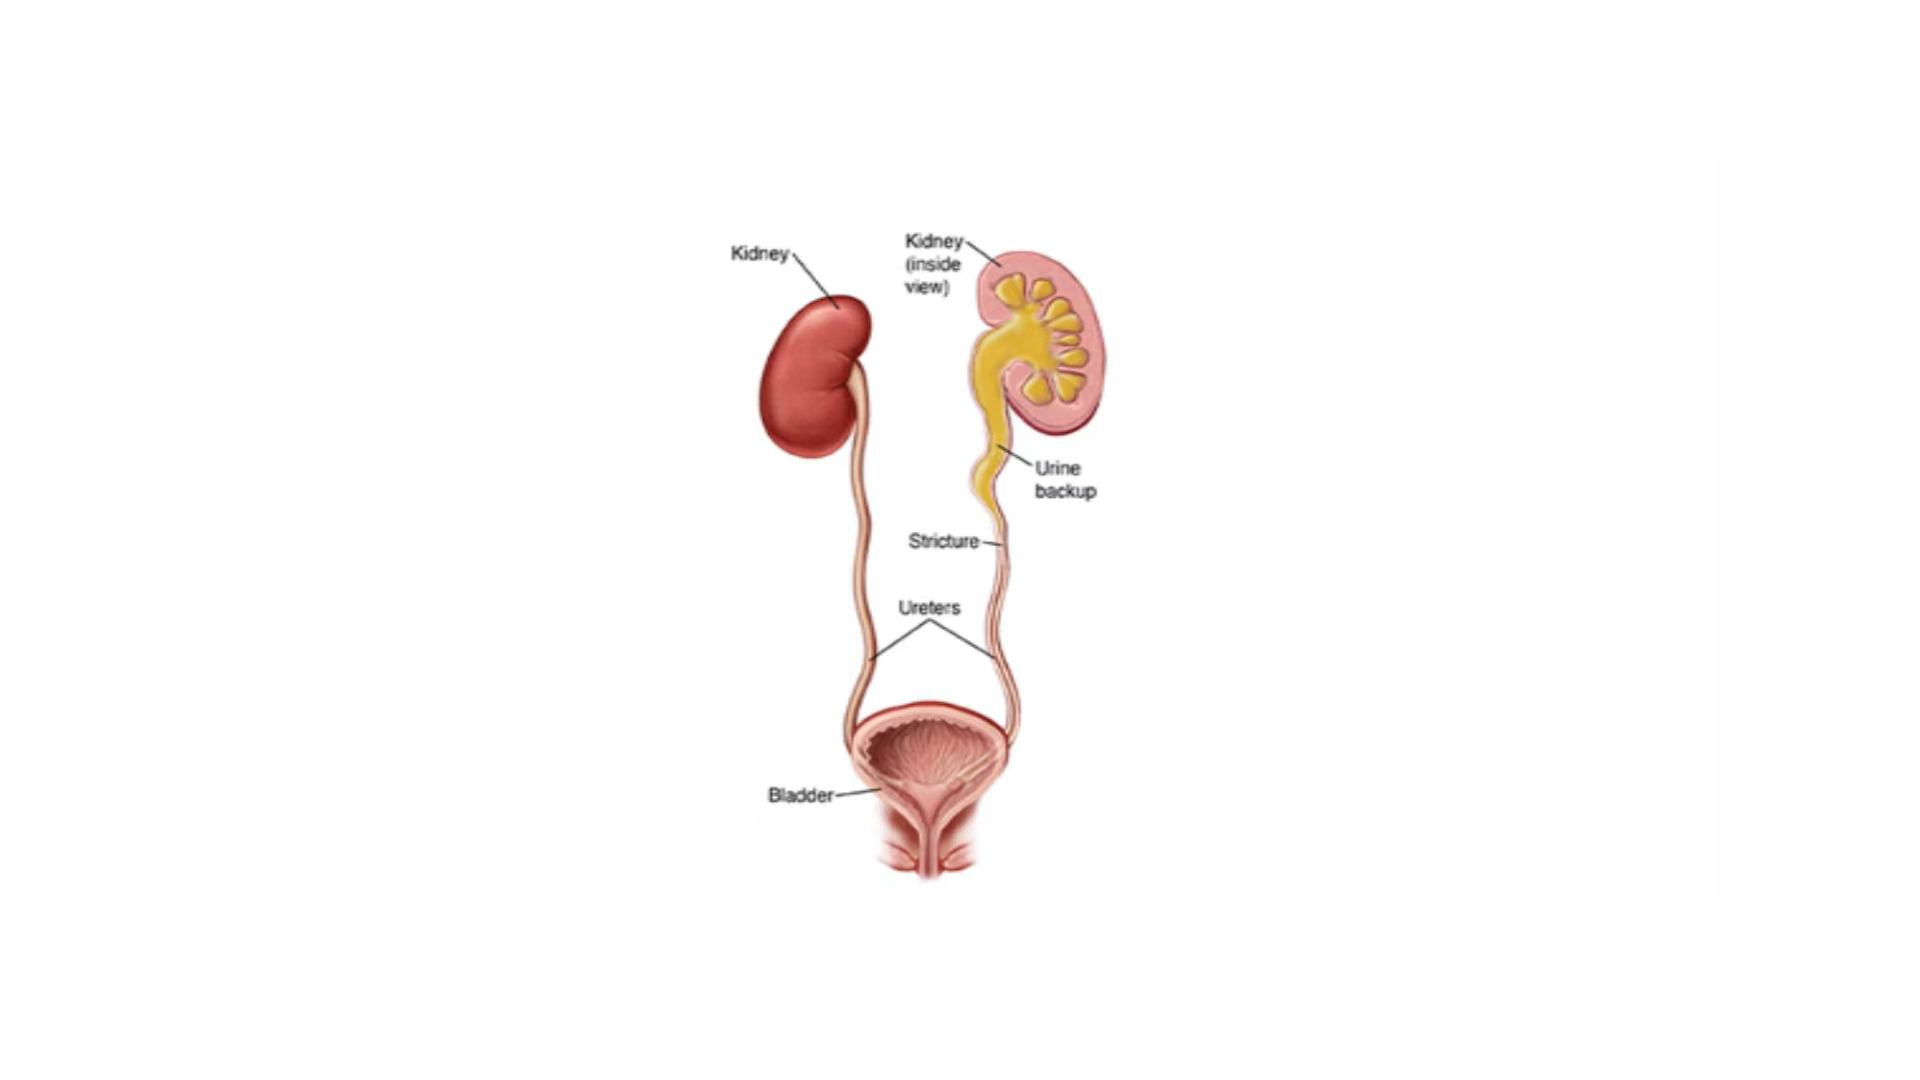 Kidney
Kidney
(inside
view)
Urine
backup
Stricture
Ureters
Bladder